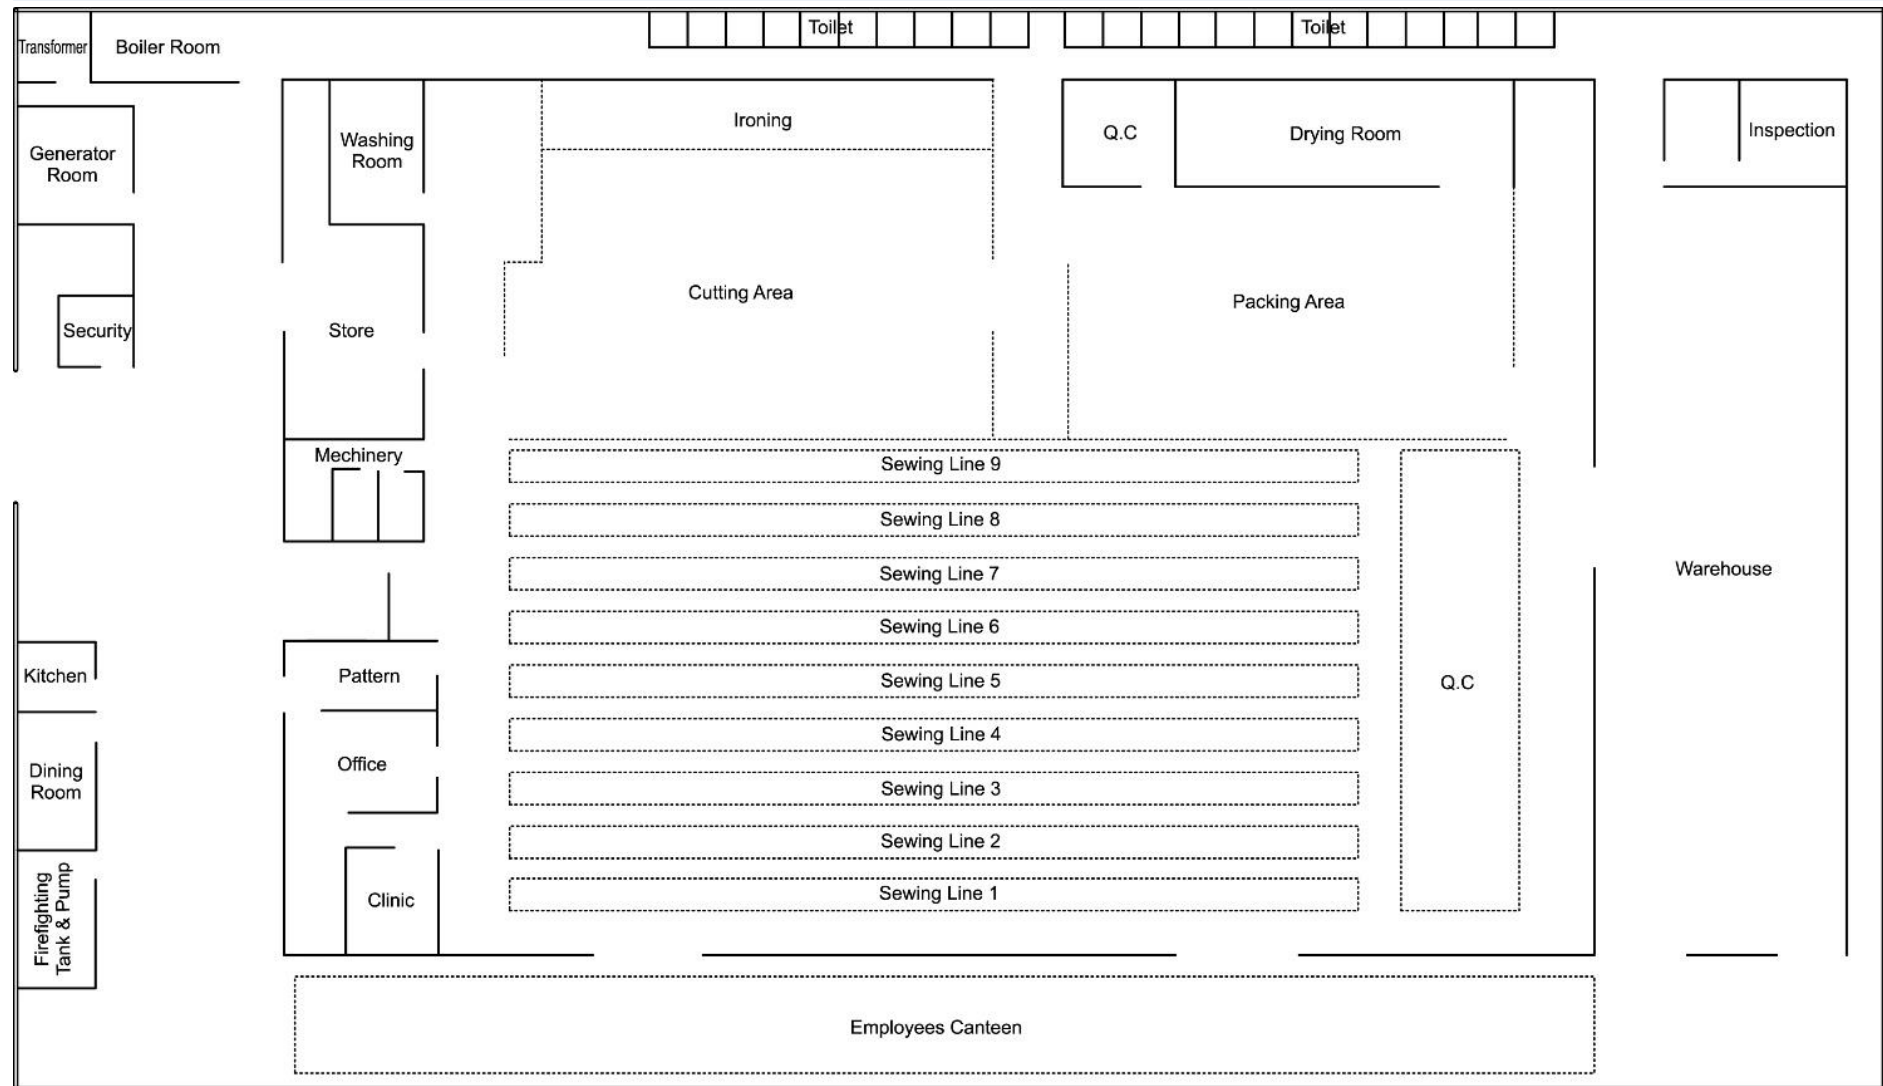 Toilet
Toilet
Transformer
Boiler Room
Ironing
Q.C
Drying Room
Inspection
Washing
Room
Generator
Room
Cutting Area
Packing Area
Security
Store
Mechinery
Sewing Line 9
Sewing Line 8
Sewing Line 7
Warehouse
Sewing Line 6
Kitchen
Pattern
Sewing Line 5
Q.C
Sewing Line 4
Office
Dining
Room
Sewing Line 3
Sewing Line 2
Sewing Line 1
Clinic
Firefighting
Tank & Pump
Employees Canteen